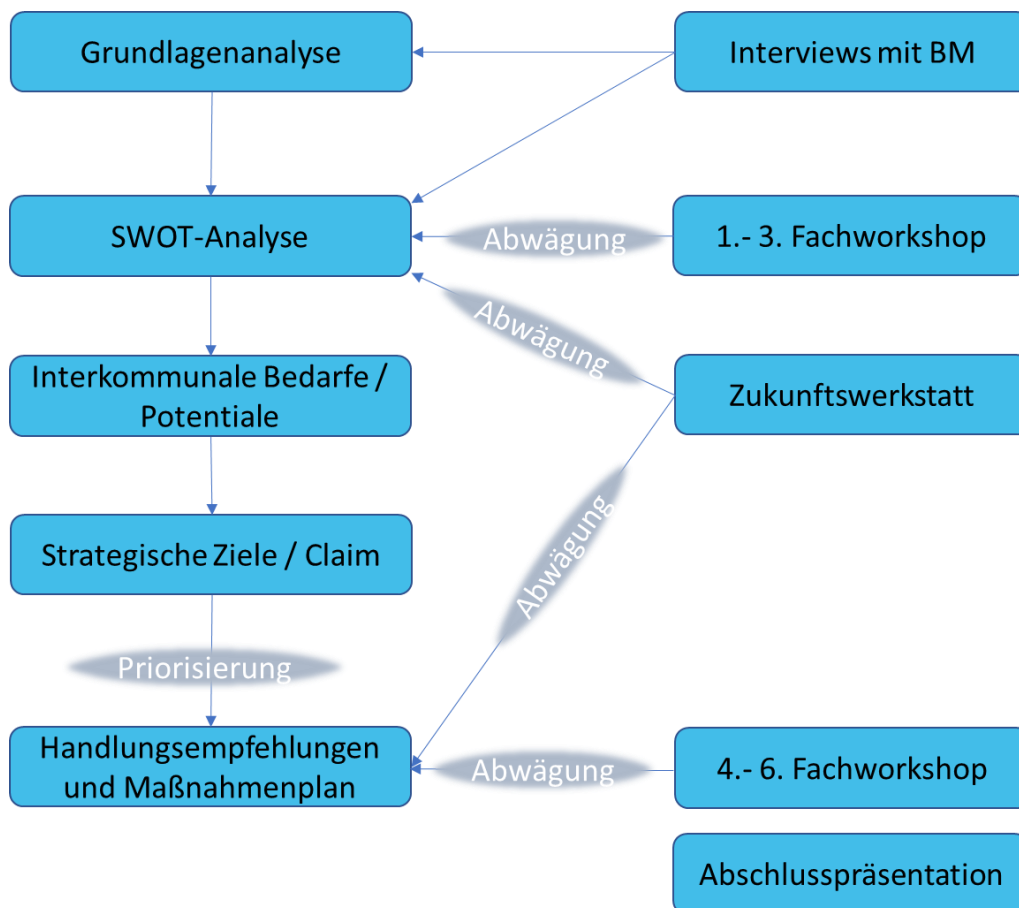 Grundlagenanalyse
Interviews mit BM
SWOT-Analyse
Abwägung
1.- 3. Fachworkshop
Abwägung
Interkommunale Bedarfe /
Potentiale
Zukunftswerkstatt
Abwägung
Strategische Ziele / Claim
Priorisierung
Handlungsempfehlungen
und Maßnahmenplan
Abwägung
4.- 6. Fachworkshop
Abschlusspräsentation